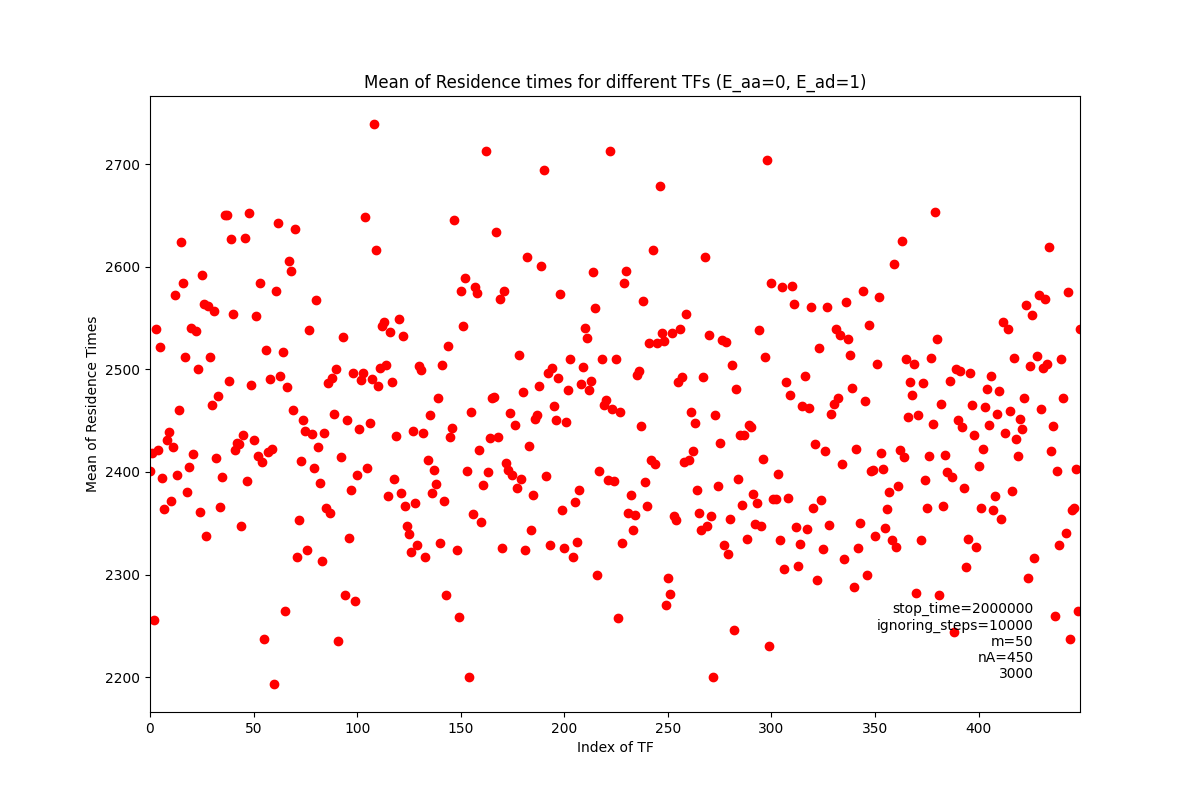 Mean of Residence times for different TFs (E_aa=0, E_ad=1)
2700
2600
2500
2400
2300
2200
Mean of Residence Times
stop_time=2000000
ignoring_steps=10000
m=50
nA=450
3000
0 50 100 150 200 250 300 350 400
Index of TF